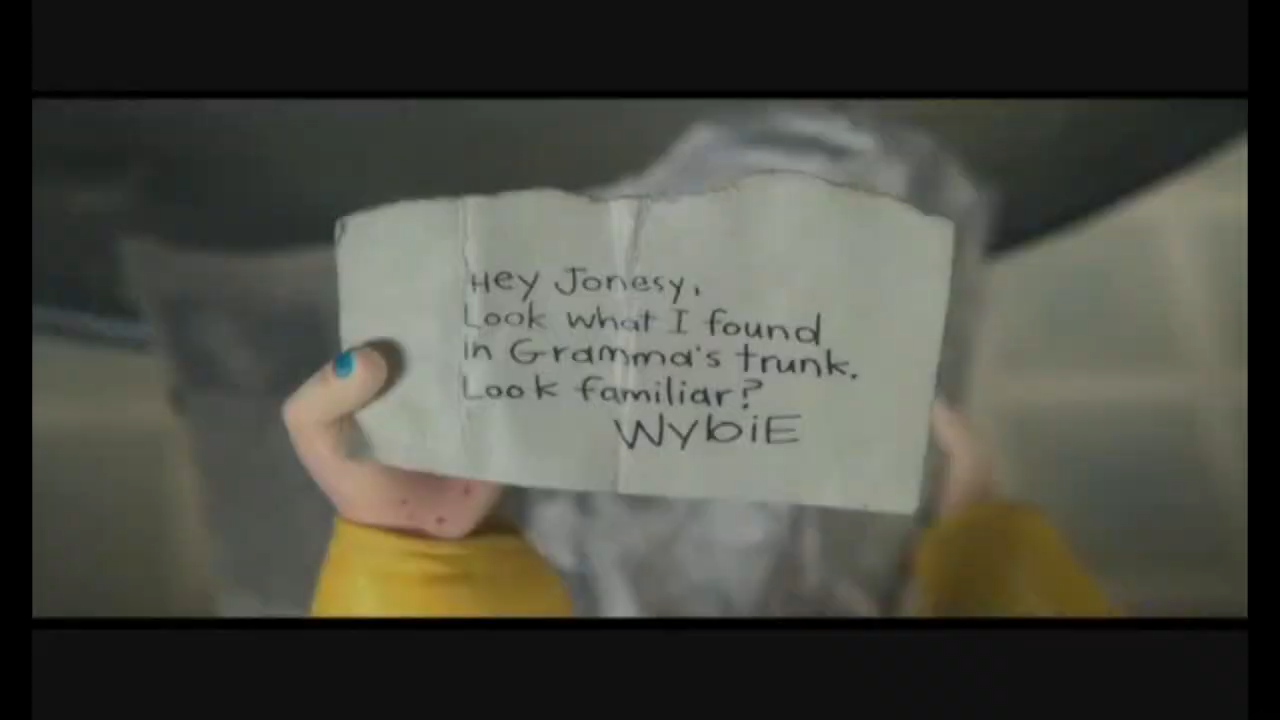 Hey Jonesy,
Look what I found
in Gramma's trunk.
Look familiar?
WybiE